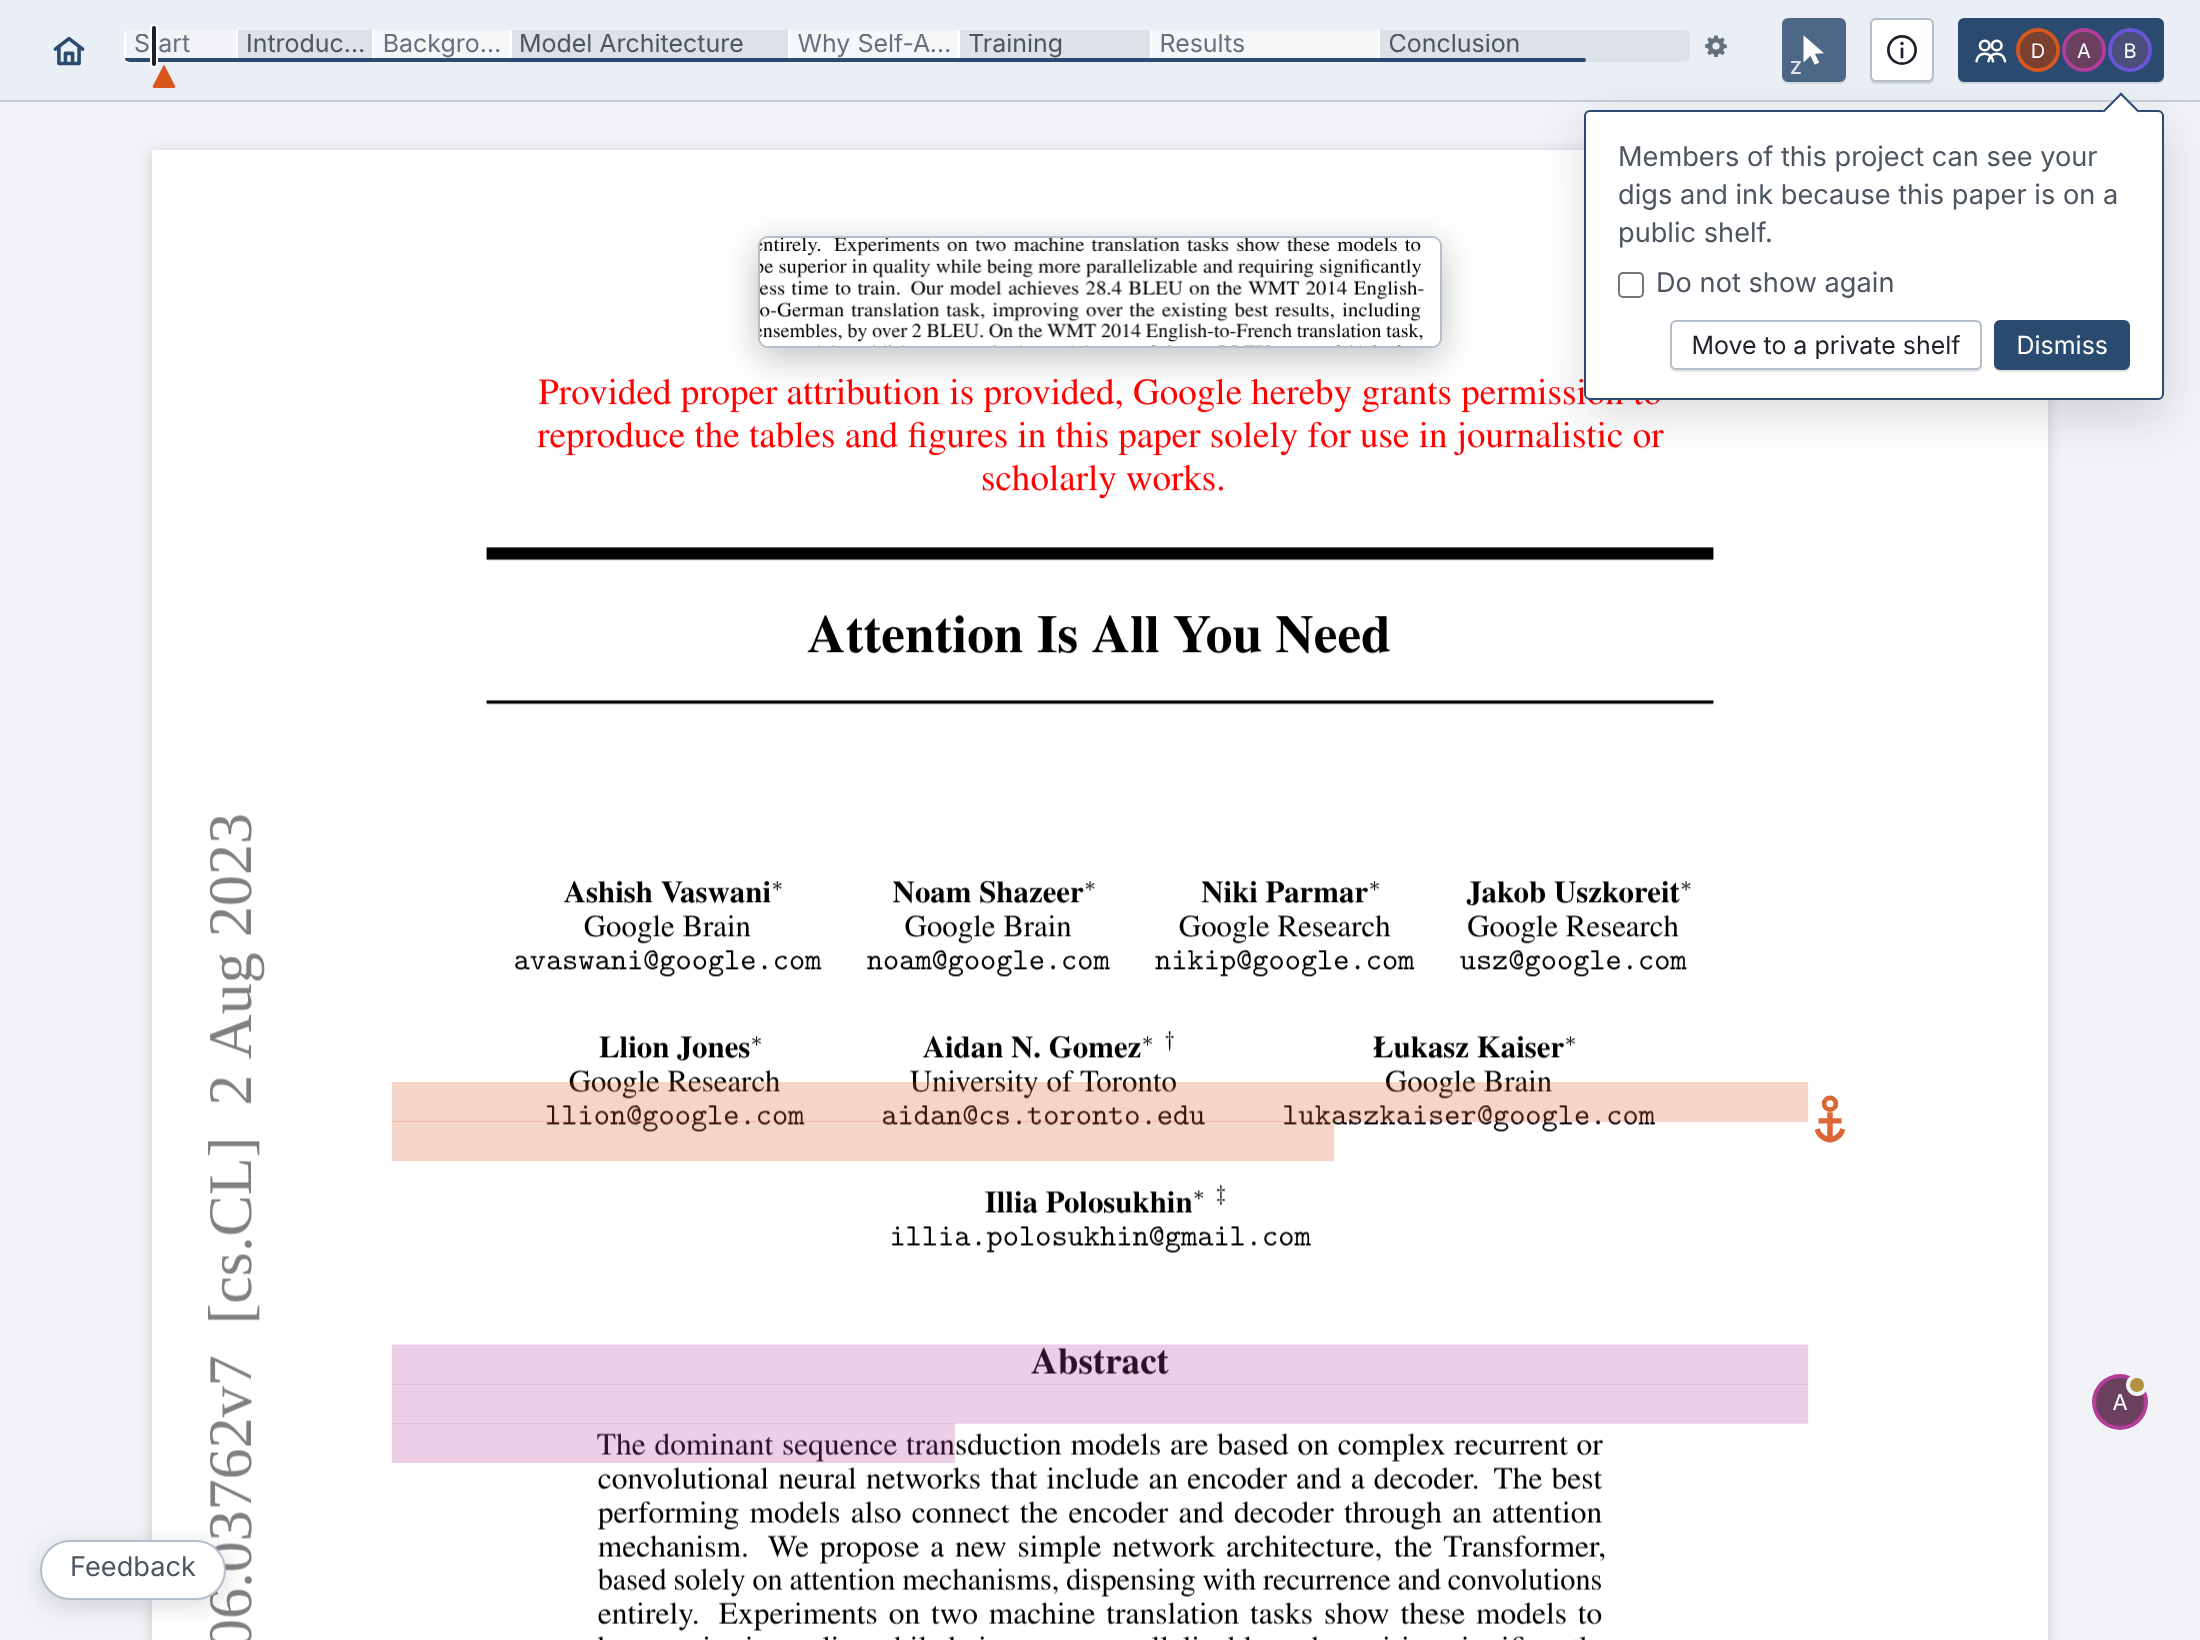 Start
Introduc...
Backgro...
Model Architecture
Why Self-A...
Training
Results
Conclusion
Z
D
A
B
Members of this project can see your
digs and ink because this paper is on a
public shelf.
Do not show again
Move to a private shelf
Dismiss
entirely. Experiments on two machine translation tasks show these models to
be superior in quality while being more parallelizable and requiring significantly
ess time to train. Our model achieves 28.4 BLEU on the WMT 2014 English-
o-German translation task, improving over the existing best results, including
ensembles, by over 2 BLEU. On the WMT 2014 English-to-French translation task,
Provided proper attribution is provided, Google hereby grants permission to
reproduce the tables and figures in this paper solely for use in journalistic or
scholarly works.
Attention Is All You Need
Ashish Vaswani* Noam Shazeer* Niki Parmar* Jakob Uszkoreit*
Google Brain Google Brain Google Research Google Research
avaswani@google.com noam@google.com nikip@google.com usz@google.com
Llion Jones* Aidan N. Gomez* † Łukasz Kaiser*
Google Research University of Toronto Google Brain
llion@google.com aidan@cs.toronto.edu lukaszkaiser@google.com
Illia Polosukhin* ‡
illia.polosukhin@gmail.com
06.03762v7 [cs.CL] 2 Aug 2023
Abstract
A
The dominant sequence transduction models are based on complex recurrent or
convolutional neural networks that include an encoder and a decoder. The best
performing models also connect the encoder and decoder through an attention
mechanism. We propose a new simple network architecture, the Transformer,
based solely on attention mechanisms, dispensing with recurrence and convolutions
entirely. Experiments on two machine translation tasks show these models to
Feedback